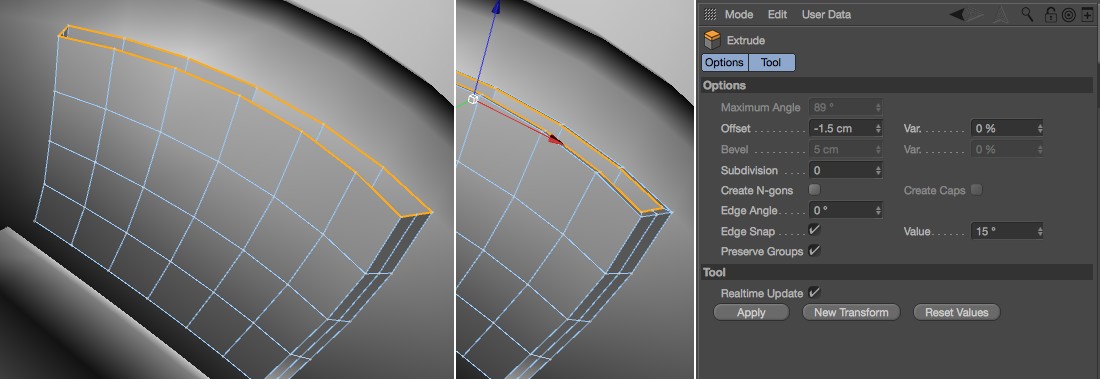 Mode Edit User Data
Extrude
Options Tool
Options
Maximum Angle 89 °
Offset -1.5 cm Var. 0 %
Bevel 5 cm Var. 0 %
Subdivision 0
Create N-gons Create Caps
Edge Angle 0 °
Edge Snap Value 15 °
Preserve Groups
Tool
Realtime Update
Apply New Transform Reset Values